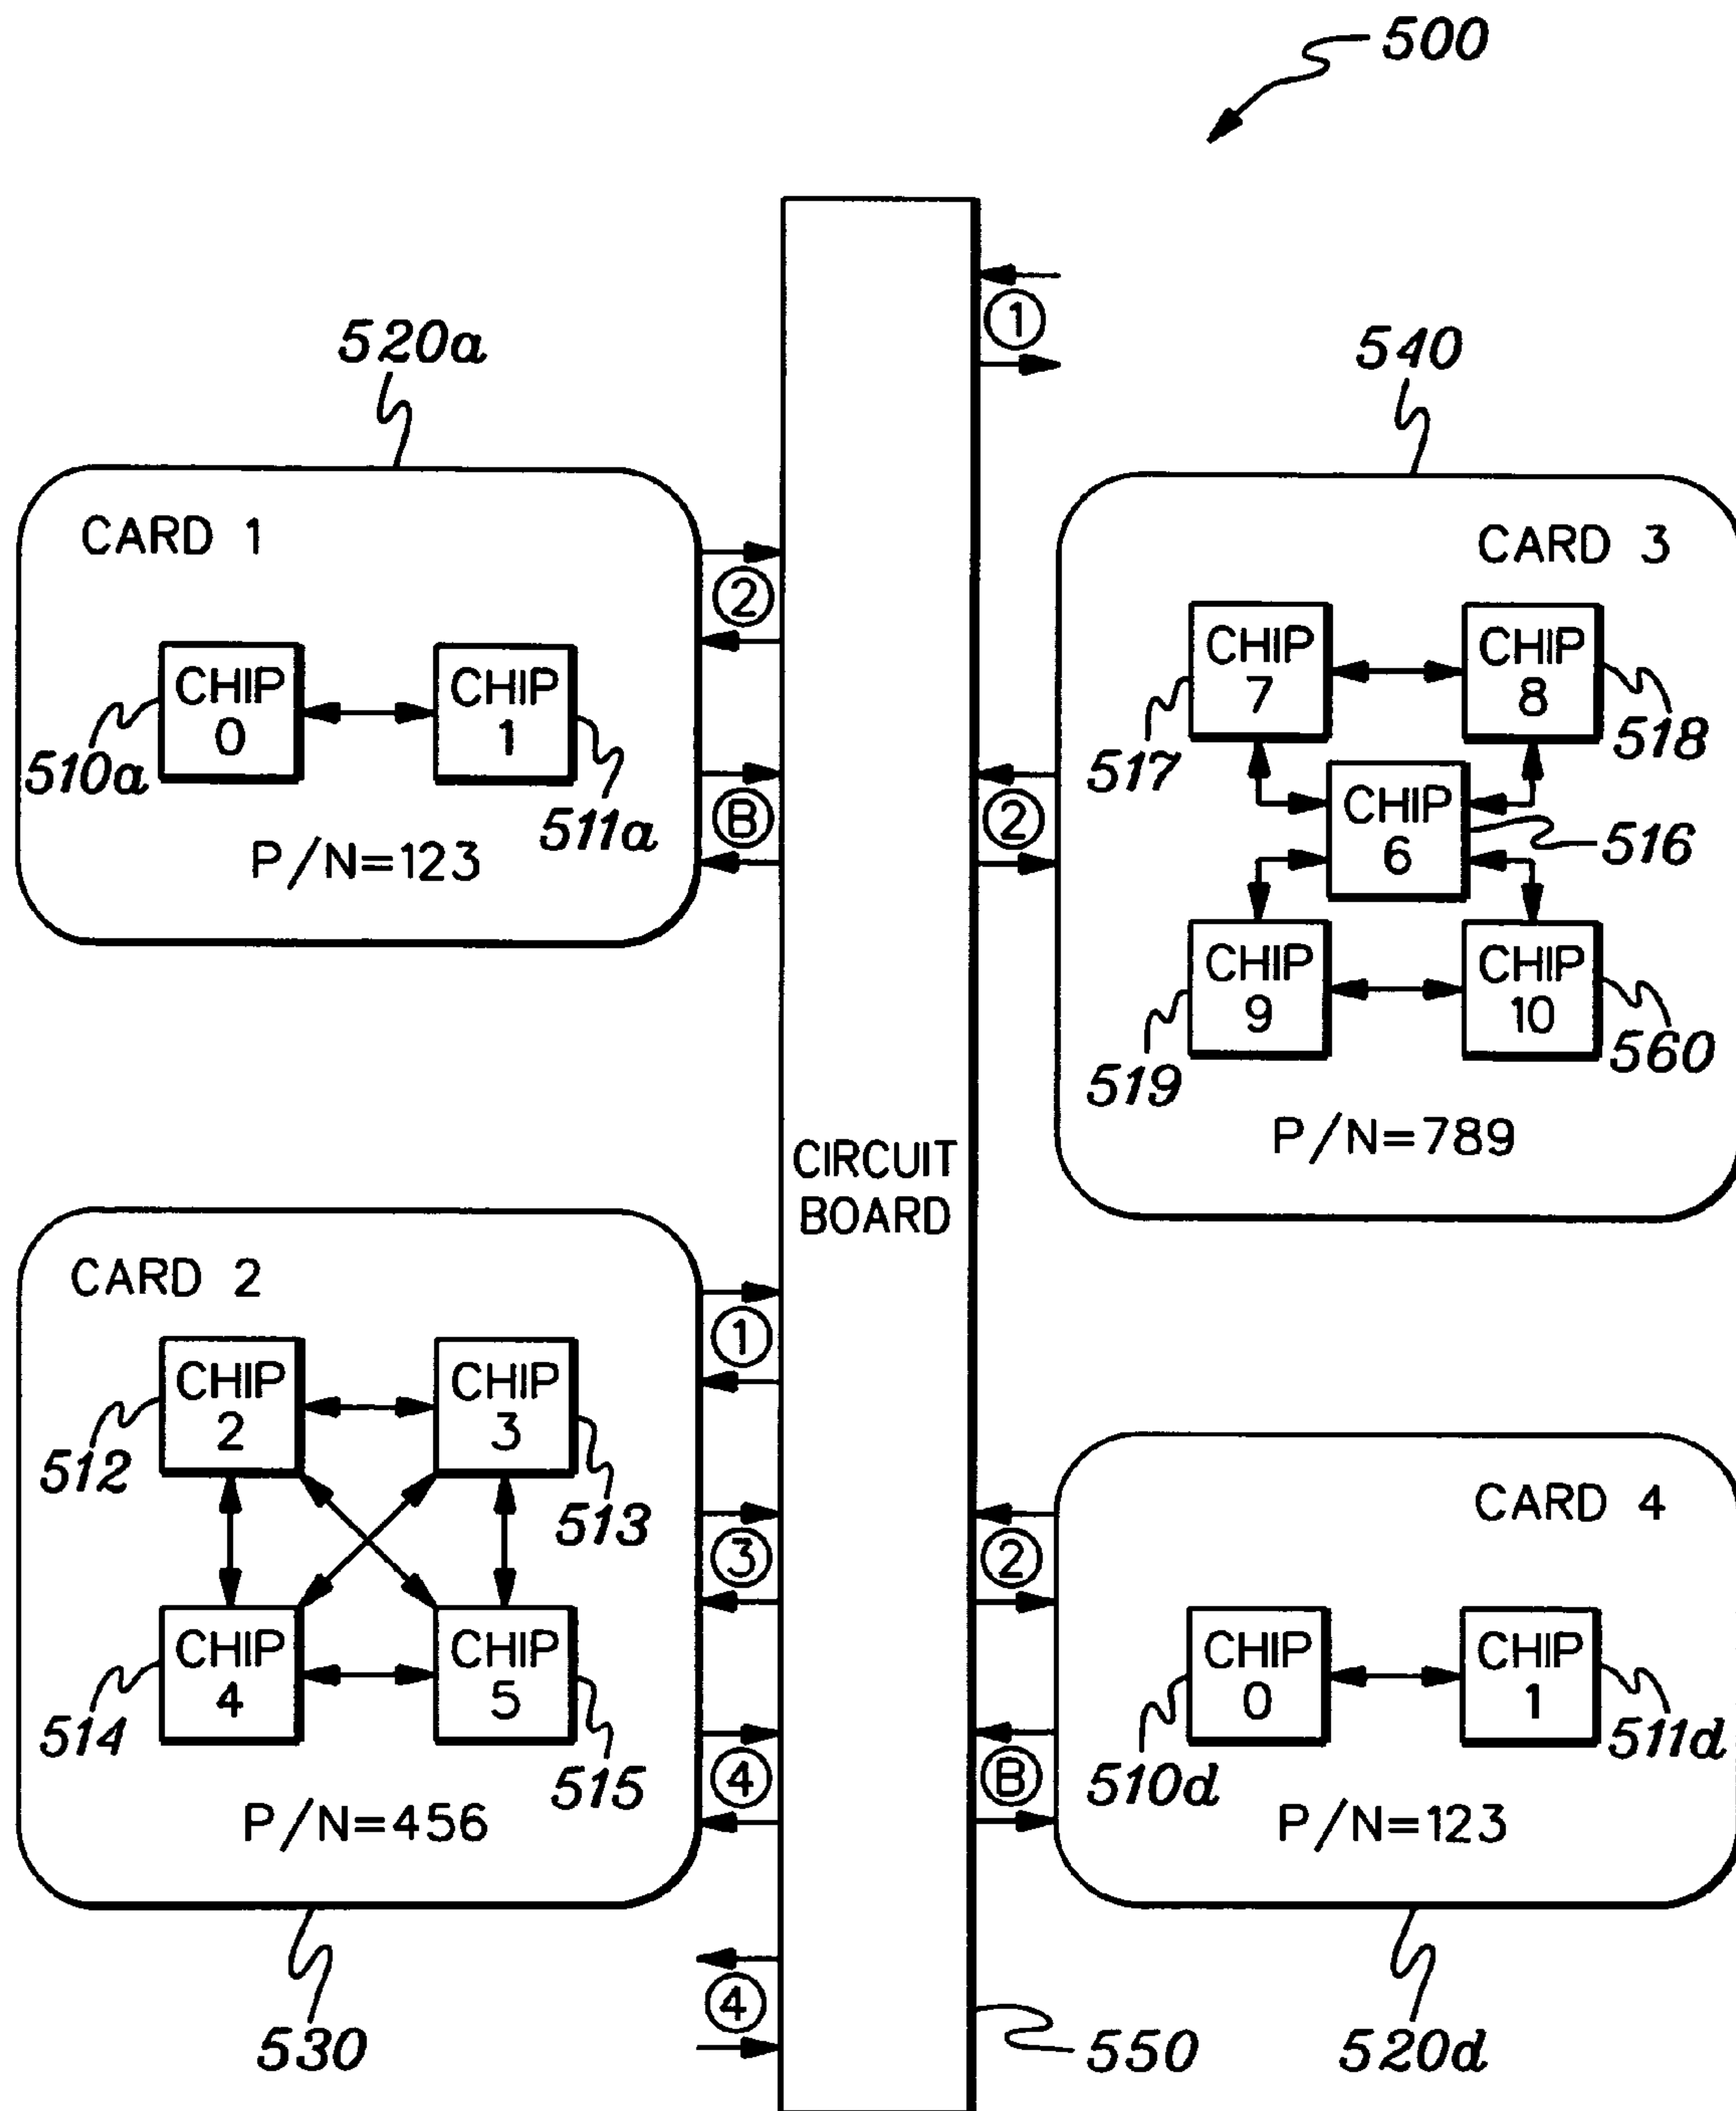 500
①
520a
CARD 1
CHIP
0
CHIP
1
510a
511a
P/N=123
②
Ⓑ
540
CARD 3
CHIP
7
CHIP
8
517
518
CHIP
6
516
②
CHIP
9
CHIP
10
519
560
P/N=789
CIRCUIT
BOARD
CARD 2
CHIP
2
CHIP
3
512
513
CHIP
4
CHIP
5
514
515
P/N=456
①
③
④
530
④
CARD 4
②
Ⓑ
CHIP
0
CHIP
1
510d
511d
P/N=123
550
520d